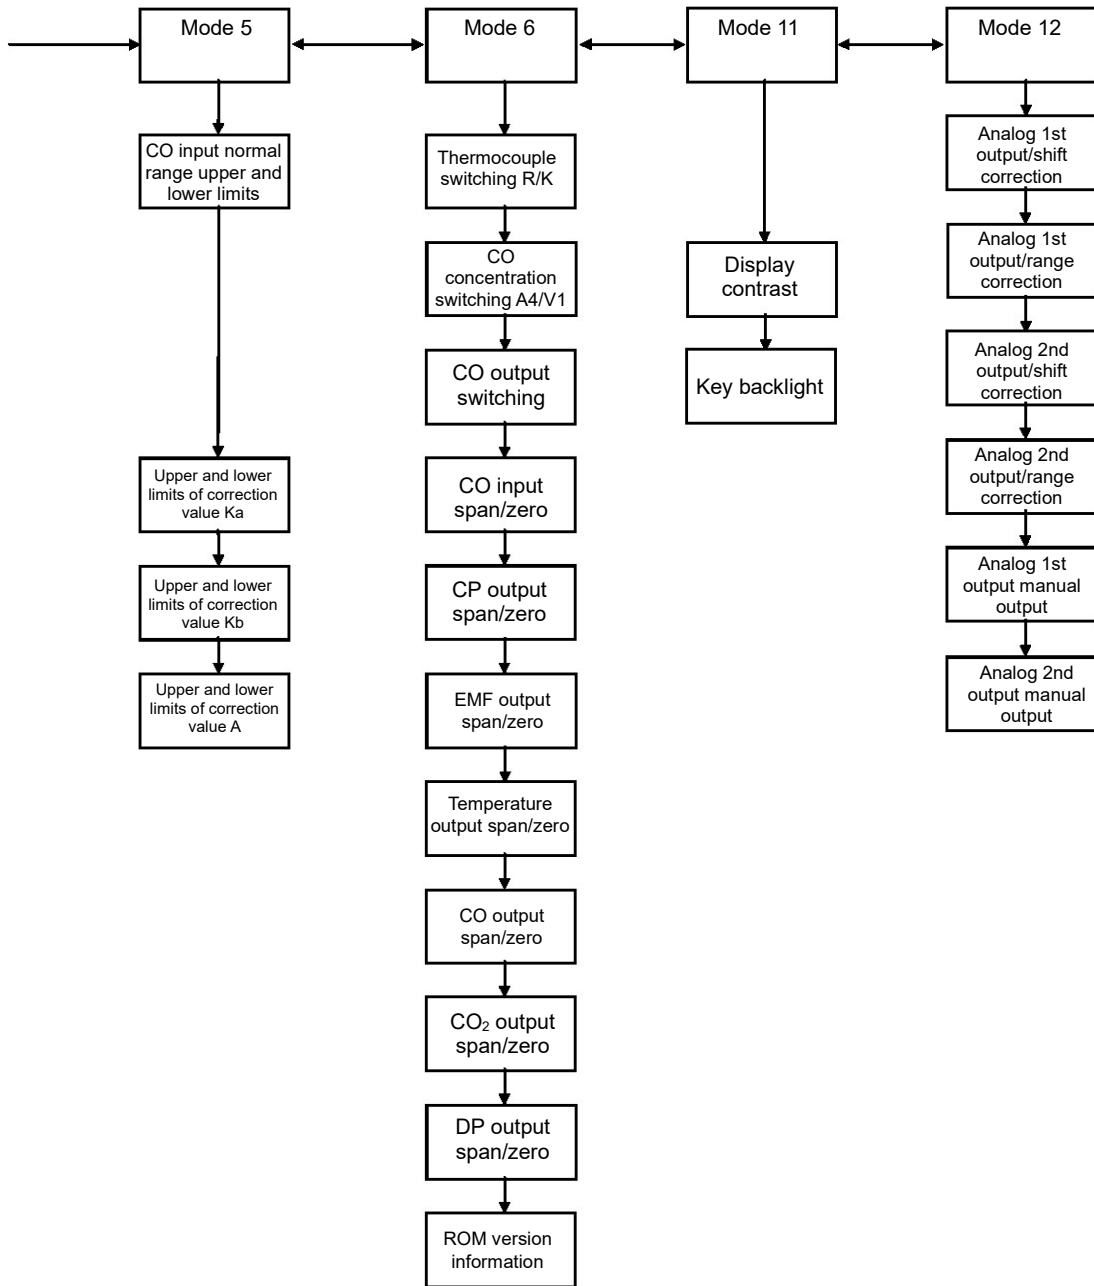 Mode 5
Mode 6
Mode 11
Mode 12
CO input normal
range upper and
lower limits
Upper and lower
limits of correction
value Ka
Upper and lower
limits of correction
value Kb
Upper and lower
limits of correction
value A
Thermocouple
switching R/K
CO
concentration
switching A4/V1
CO output
switching
CO input
span/zero
CP output
span/zero
EMF output
span/zero
Temperature
output span/zero
CO output
span/zero
CO₂ output
span/zero
DP output
span/zero
ROM version
information
Display
contrast
Key backlight
Analog 1st
output/shift
correction
Analog 1st
output/range
correction
Analog 2nd
output/shift
correction
Analog 2nd
output/range
correction
Analog 1st
output manual
output
Analog 2nd
output manual
output